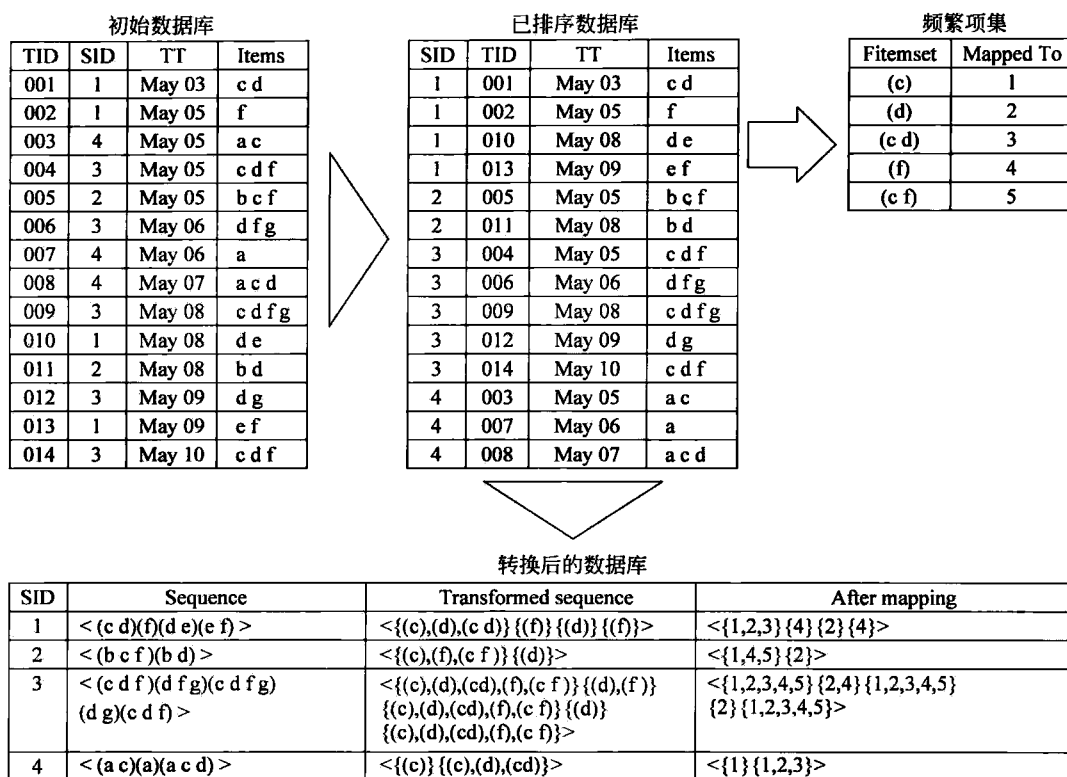 初始数据库
TID SID TT Items
001 1 May 03 c d
002 1 May 05 f
003 4 May 05 a c
004 3 May 05 c d f
005 2 May 05 b c f
006 3 May 06 d f g
007 4 May 06 a
008 4 May 07 a c d
009 3 May 08 c d f g
010 1 May 08 d e
011 2 May 08 b d
012 3 May 09 d g
013 1 May 09 e f
014 3 May 10 c d f
已排序数据库
SID TID TT Items
1 001 May 03 c d
1 002 May 05 f
1 010 May 08 d e
1 013 May 09 e f
2 005 May 05 b c f
2 011 May 08 b d
3 004 May 05 c d f
3 006 May 06 d f g
3 009 May 08 c d f g
3 012 May 09 d g
3 014 May 10 c d f
4 003 May 05 a c
4 007 May 06 a
4 008 May 07 a c d
频繁项集
Fitemset Mapped To
(c) 1
(d) 2
(c d) 3
(f) 4
(c f) 5
转换后的数据库
SID Sequence Transformed sequence After mapping
1 < (c d)(f)(d e)(e f) > <{(c),(d),(c d)} {(f)} {(d)} {(f)}> <{1,2,3} {4} {2} {4}>
2 < (b c f )(b d) > <{(c),(f),(c f )} {(d)}> <{1,4,5} {2}>
3 < (c d f )(d f g)(c d f g) <{(c),(d),(cd),(f),(c f )} {(d),(f )} <{1,2,3,4,5} {2,4} {1,2,3,4,5}
(d g)(c d f) > {(c),(d),(cd),(f),(c f)} {(d)} {2} {1,2,3,4,5}>
{(c),(d),(cd),(f),(c f)}>
4 < (a c)(a)(a c d) > <{(c)} {(c),(d),(cd)}> <{1} {1,2,3}>